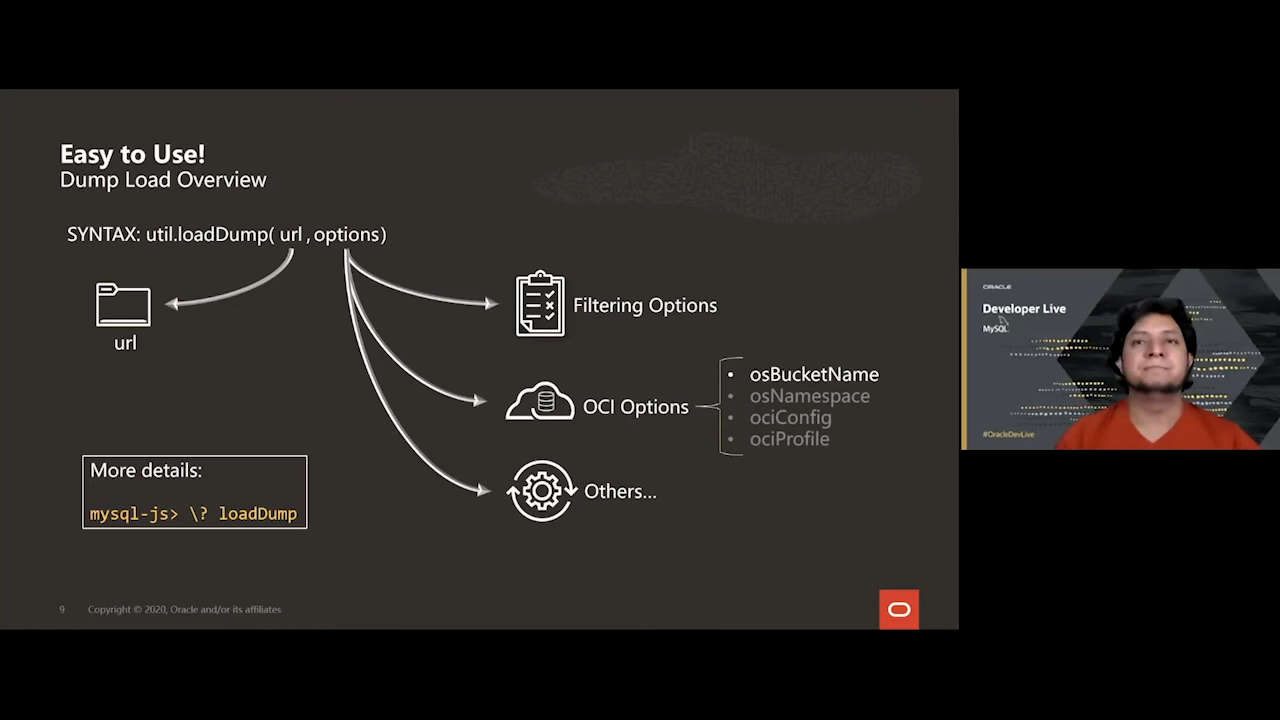 Easy to Use!
Dump Load Overview
SYNTAX: util.loadDump( url , options)
url
Filtering Options
OCI Options
• osBucketName
• osNamespace
• ociConfig
• ociProfile
Others...
More details:
mysql-js> \? loadDump
9 Copyright © 2020, Oracle and/or its affiliates
ORACLE
Developer Live
MySQL.
#OracleDevLive